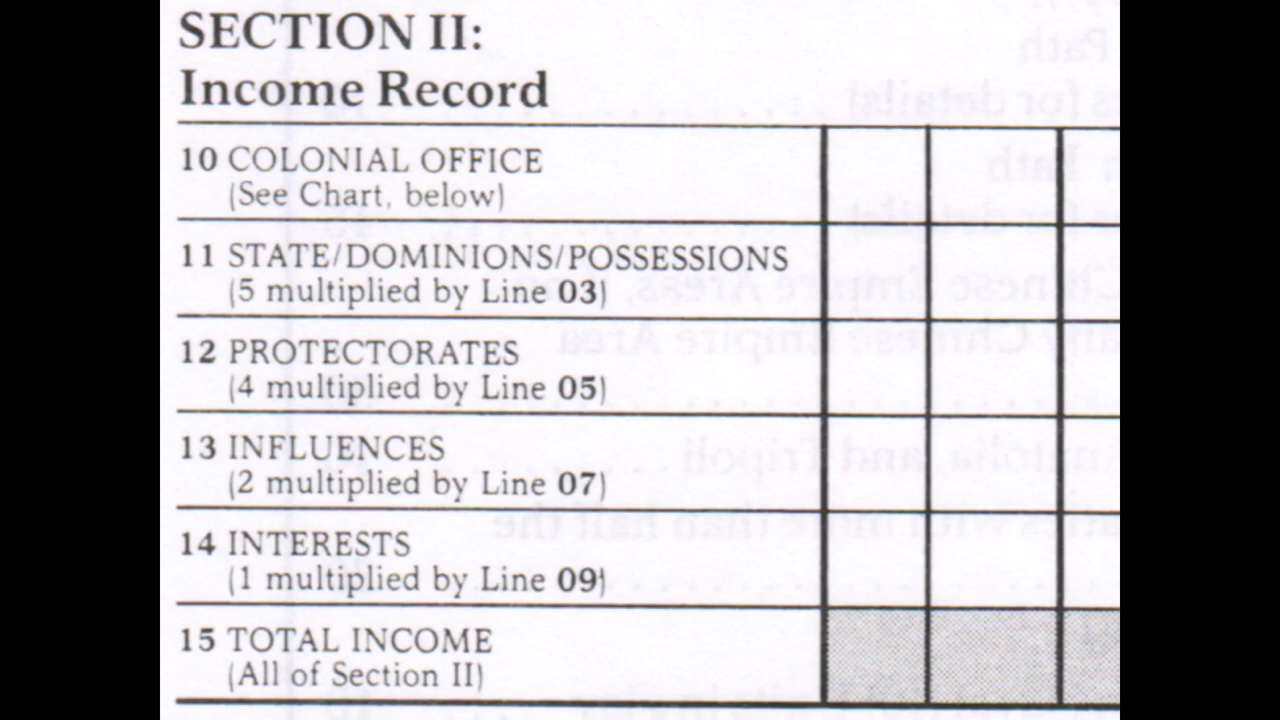 SECTION II:
Income Record
10 COLONIAL OFFICE
(See Chart, below)
11 STATE/DOMINIONS/POSSESSIONS
(5 multiplied by Line 03)
12 PROTECTORATES
(4 multiplied by Line 05)
13 INFLUENCES
(2 multiplied by Line 07)
14 INTERESTS
(1 multiplied by Line 09)
15 TOTAL INCOME
(All of Section II)